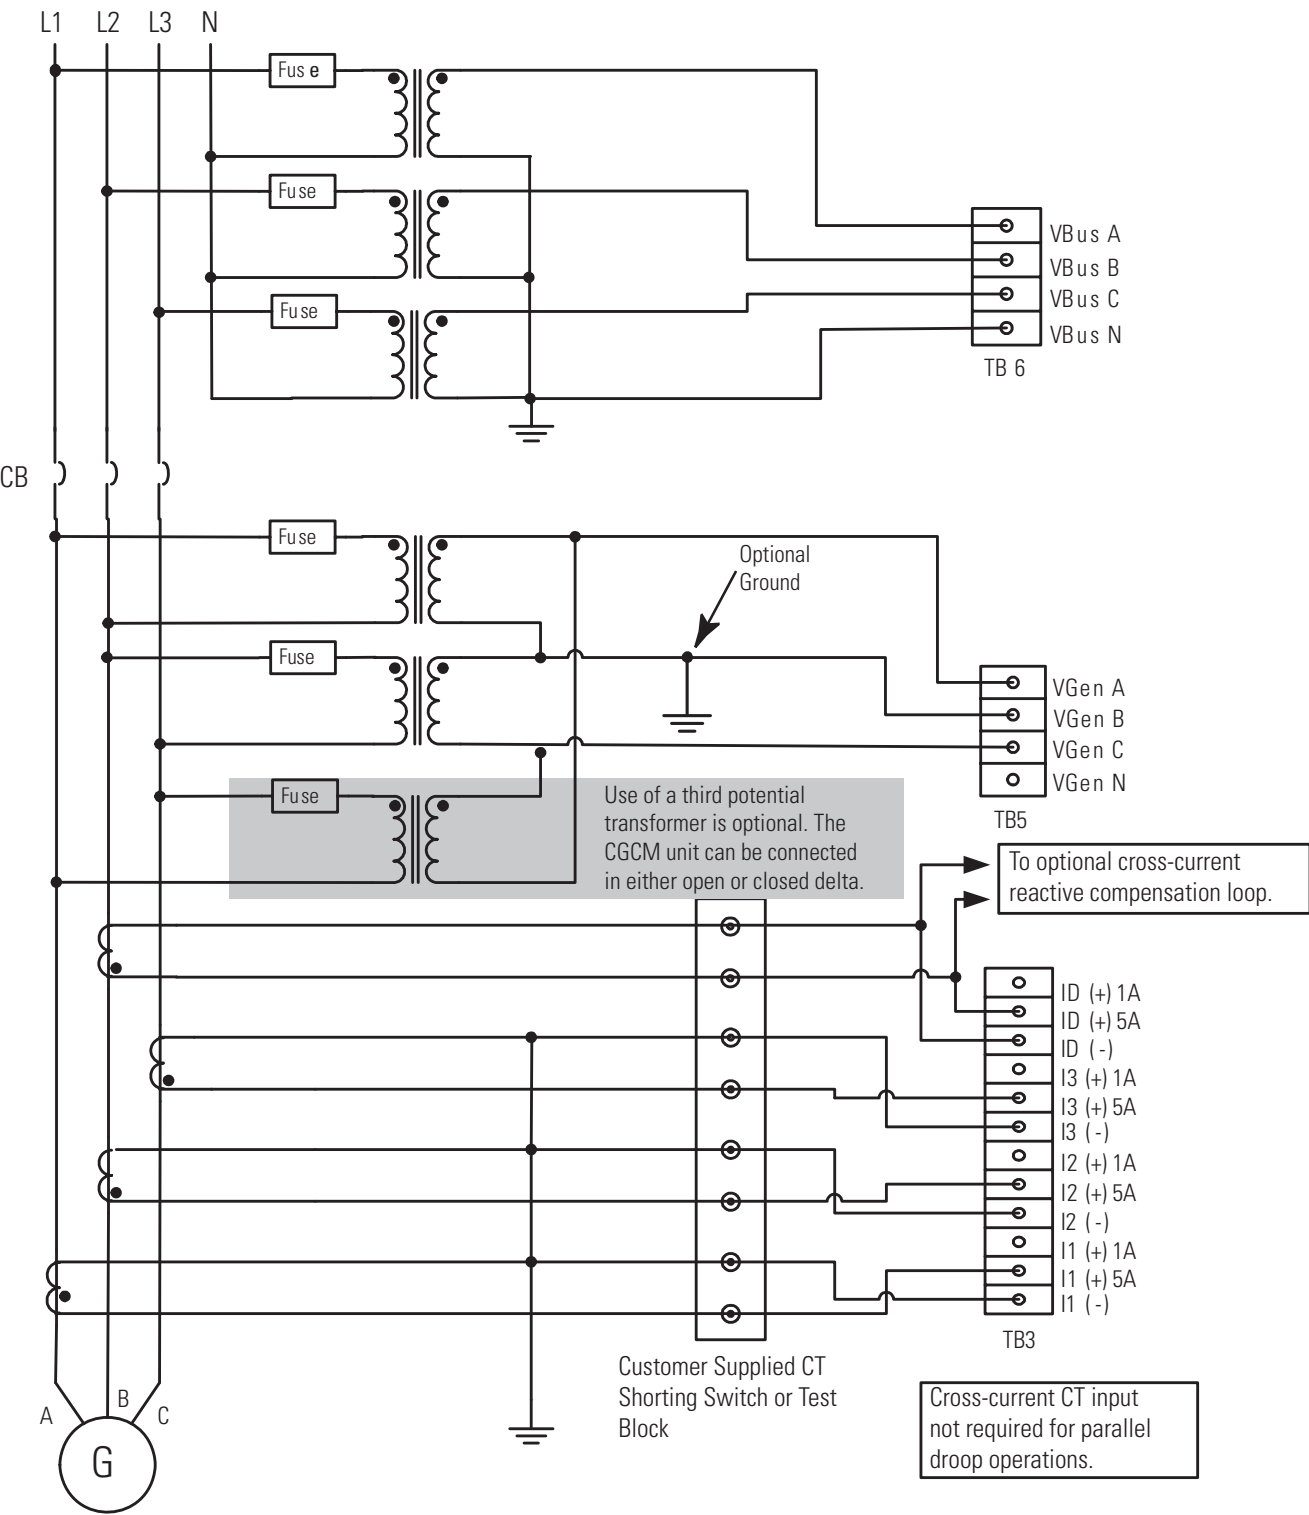 L1 L2 L3 N
Fuse
Fuse
Fuse
VBus A
VBus B
VBus C
VBus N
TB 6
CB
Fuse
Optional
Ground
Fuse
VGen A
VGen B
VGen C
VGen N
TB5
Fuse
Use of a third potential
transformer is optional. The
CGCM unit can be connected
in either open or closed delta.
To optional cross-current
reactive compensation loop.
ID (+) 1A
ID (+) 5A
ID (-)
I3 (+) 1A
I3 (+) 5A
I3 (-)
I2 (+) 1A
I2 (+) 5A
I2 (-)
I1 (+) 1A
I1 (+) 5A
I1 (-)
TB3
Customer Supplied CT
Shorting Switch or Test
Block
Cross-current CT input
not required for parallel
droop operations.
A B C
G